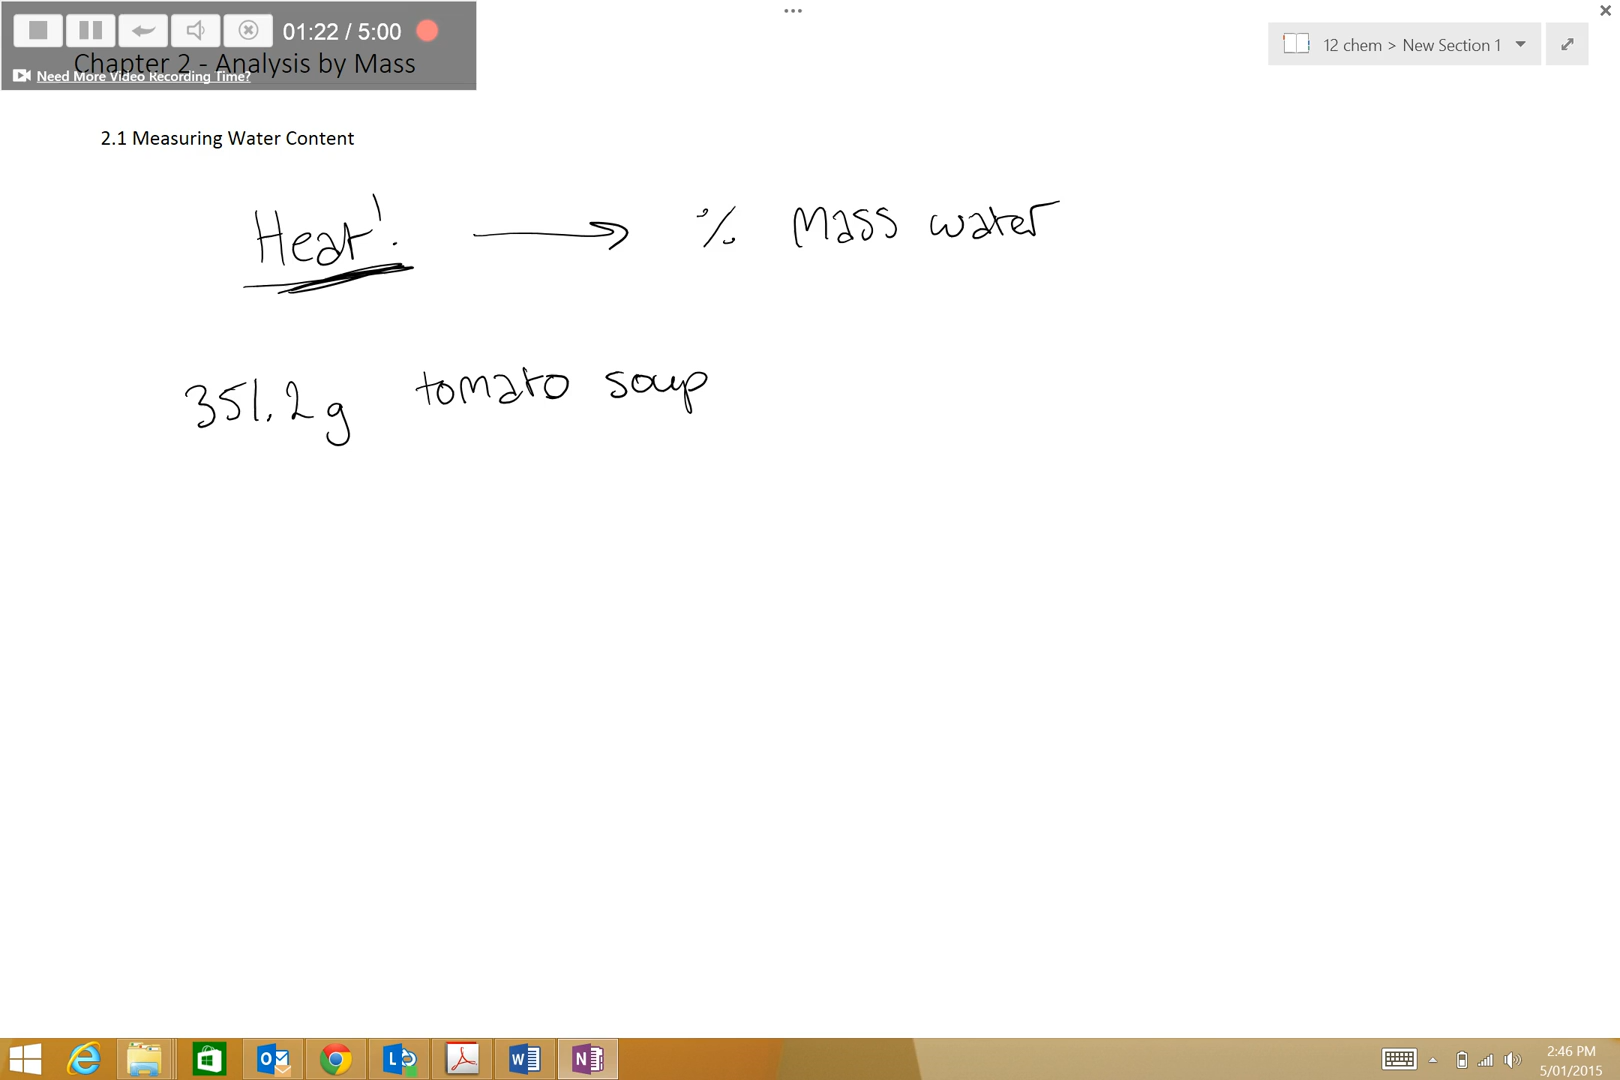 01:22 / 5:00
Chapter 2 - Analysis by Mass
Need More Video Recording Time?
12 chem > New Section 1
2.1 Measuring Water Content
Heat! → % Mass water
351.2g tomato soup
2:46 PM
5/01/2015